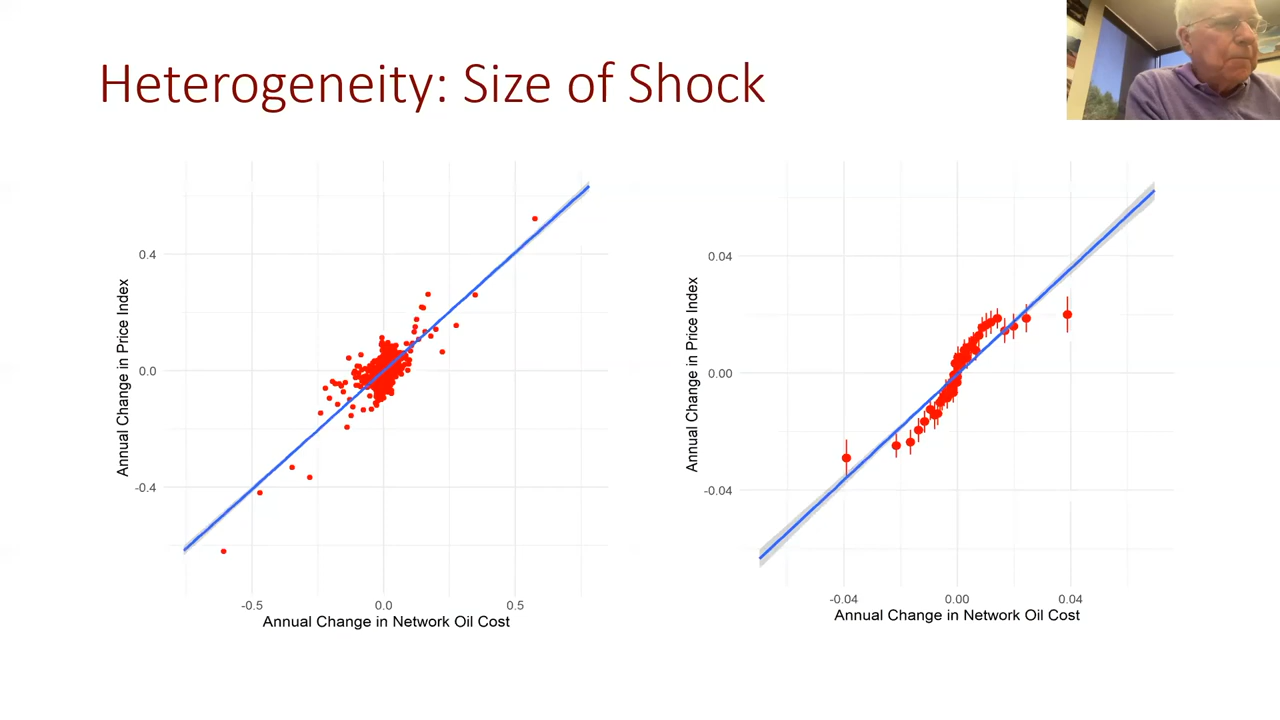 Heterogeneity: Size of Shock
Annual Change in Price Index
0.4
0.0
-0.4
-0.5
0.0
0.5
Annual Change in Network Oil Cost
Annual Change in Price Index
0.04
0.00
-0.04
-0.04
0.00
0.04
Annual Change in Network Oil Cost